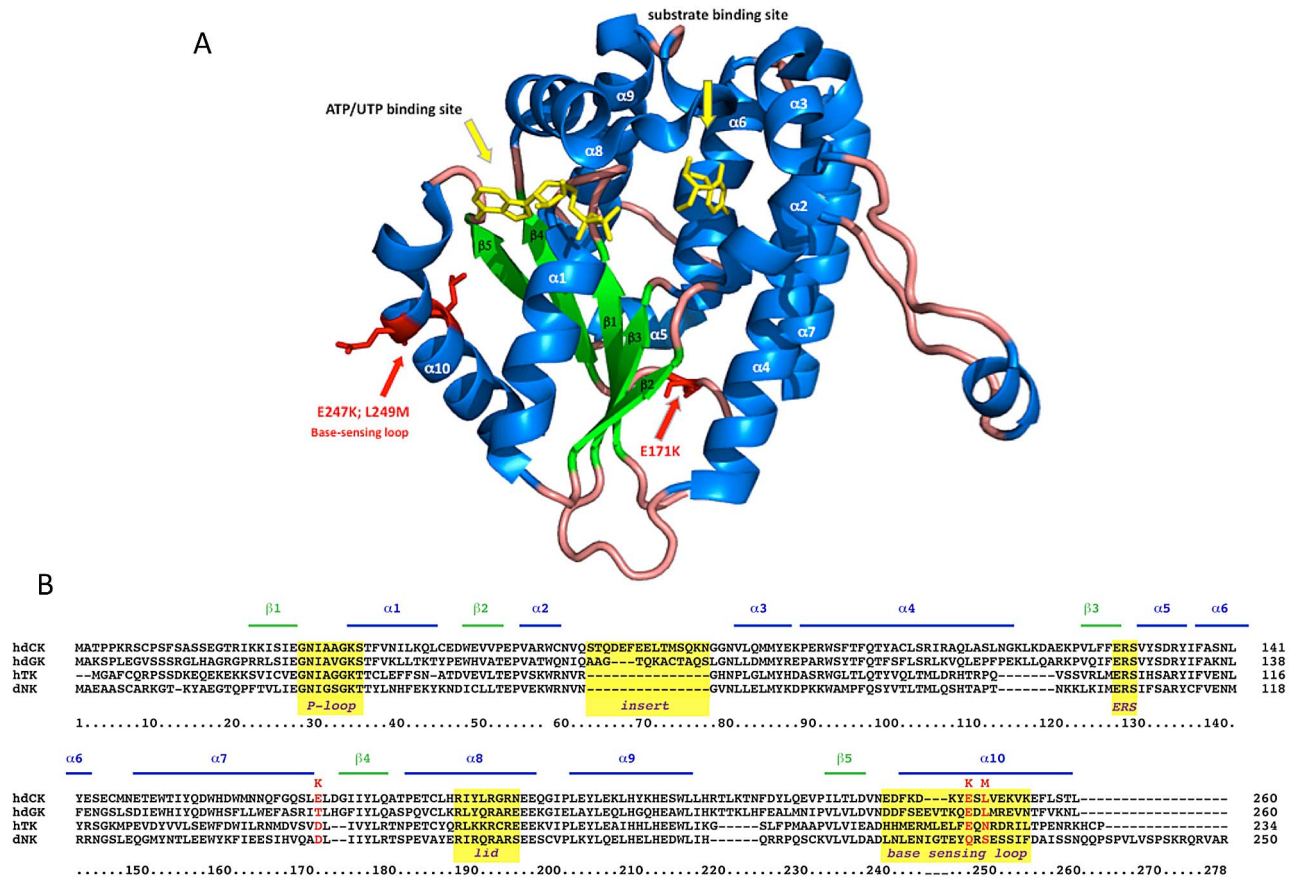 A
substrate binding site
ATP/UTP binding site
α9
α6
α3
α8
α2
β5
β4
α1
β1
β3
α5
α7
α10
β2
α4
E247K; L249M
Base-sensing loop
E171K
B
β1 α1 β2 α2 α3 α4 β3 α5 α6
hdCK MATPPKRSCPSFSASSEGTRIKKISIEGNIAAGKSTFVNILKQLCEDWEVVPEPVARWCNVQSTQDEFEELTMSQKNGGNVLQMMYEKPERWSFTFQTYACLSRIRAQLASLNGKLKDAEKPVLFFERSVYSDRYIFASNL 141
hdGK MAKSPLEGVSSSRGLHAGRGPRRLSIEGNIAVGKSTFVKLLTKTYPEWHVATEPVATWQNIQAAG---TQKACTAQSLGNLLDMMYREPARWSYTFQTFSFLSRLKVQLEPFPEKLLQARKPVQIFERSVYSDRYIFAKNL 138
hTK --MGAFCQRPSSDKEQEKEKKSVICVEGNIAGGKTTCLEFFSN-ATDVEVLTEPVSKWRNVR---------------GHNPLGLMYHDASRWGLTLQTYVQLTMLDRHTRPQ-------VSSVRLMERSIHSARYIFVENL 116
dNK MAEAASCARKGT-KYAEGTQPFTVLIEGNIGSGKTTYLNHFEKYKNDICLLTEPVEKWRNVN---------------GVNLLELMYKDPKKWAMPFQSYVTLTMLQSHTAPT-------NKKLKIMERSIFSARYCFVENM 118
P-loop insert ERS
1....10........20........30........40........50........60........70........80........90........100.......110.......120.......130.......140.
α6 α7 β4 α8 α9 β5 α10
K K M
hdCK YESECMNETEWTIYQDWHDWMNNQFGQSLELDGIIYLQATPETCLHRIYLRGRNEEQGIPLEYLEKLHYKHESWLLHRTLKTNFDYLQEVPILTLDVNEDFKD---KYESLVEKVKEFLSTL------------------ 260
hdGK FENGSLSDIEWHIYQDWHSFLLWEFASRITLHGFIYLQASPQVCLKRLYQRAREEEKGIELAYLEQLHGQHEAWLIHKTTKLHFEALMNIPVLVLDVNDDFSEEVTKQEDLMREVNTFVKNL------------------ 260
hTK YRSGKMPEVDYVVLSEWFDWILRNMDVSVDL-IVYLRTNPETCYQRLKKRCREEEKVIPLEYLEAIHHLHEEWLIKG-----SLFPMAAPVLVIEADHHMERMLELFEQNRDRILTPENRKHCP--------------- 234
dNK RRNGSLEQGMYNTLEEWYKFIEESIHVQADL-IIYLRTSPEVAYERIRQRARSEESCVPLKYLQELHELHEDWLIH------QRRPQSCKVLVLDADLNLENIGTEYQRSESSIFDAISSNQQPSPVLVSPSKRQRVAR 250
lid base sensing loop
.......150.......160.......170.......180.......190.......200.......210.......220.......230.......240.....___.....250.......260.......270.......278